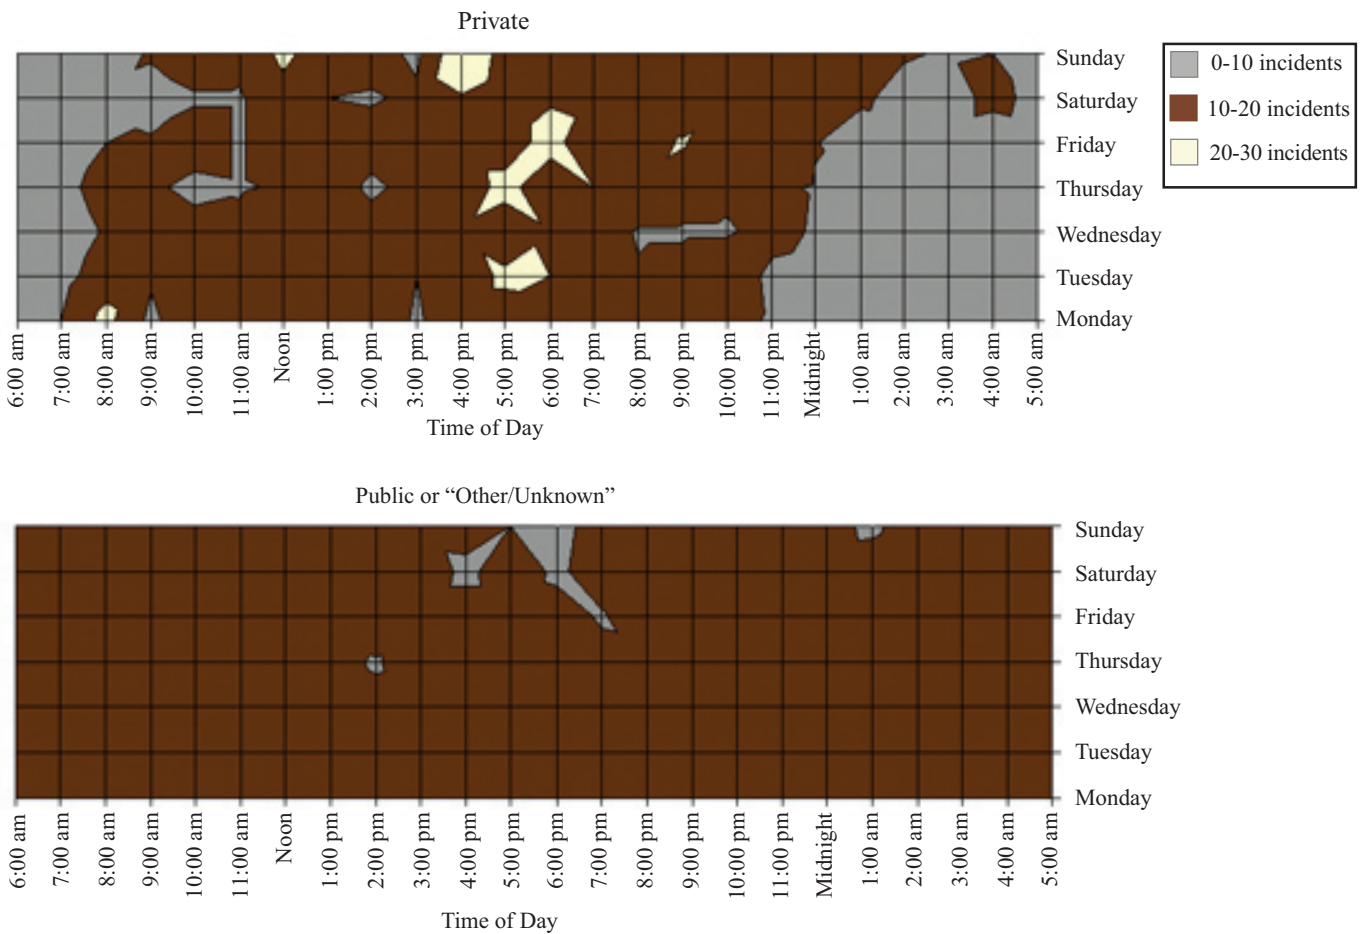 Private
Sunday
Saturday
Friday
Thursday
Wednesday
Tuesday
Monday
0-10 incidents
10-20 incidents
20-30 incidents
6:00 am
7:00 am
8:00 am
9:00 am
10:00 am
11:00 am
Noon
1:00 pm
2:00 pm
3:00 pm
4:00 pm
5:00 pm
6:00 pm
7:00 pm
8:00 pm
9:00 pm
10:00 pm
11:00 pm
Midnight
1:00 am
2:00 am
3:00 am
4:00 am
5:00 am
Time of Day
Public or “Other/Unknown”
Sunday
Saturday
Friday
Thursday
Wednesday
Tuesday
Monday
6:00 am
7:00 am
8:00 am
9:00 am
10:00 am
11:00 am
Noon
1:00 pm
2:00 pm
3:00 pm
4:00 pm
5:00 pm
6:00 pm
7:00 pm
8:00 pm
9:00 pm
10:00 pm
11:00 pm
Midnight
1:00 am
2:00 am
3:00 am
4:00 am
5:00 am
Time of Day